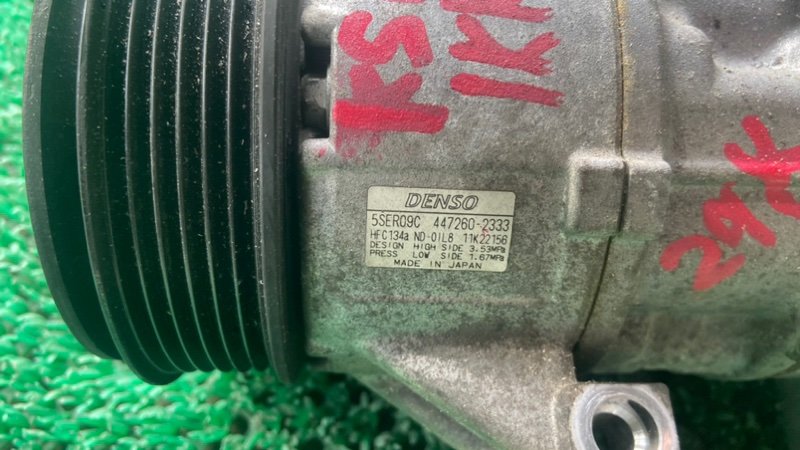 KS
1KR
DENSO
5SER09C 447260-2333
HFC134a ND-OIL8 11K22156
DESIGN HIGH SIDE 3.53MPa
PRESS LOW SIDE 1.67MPa
MADE IN JAPAN